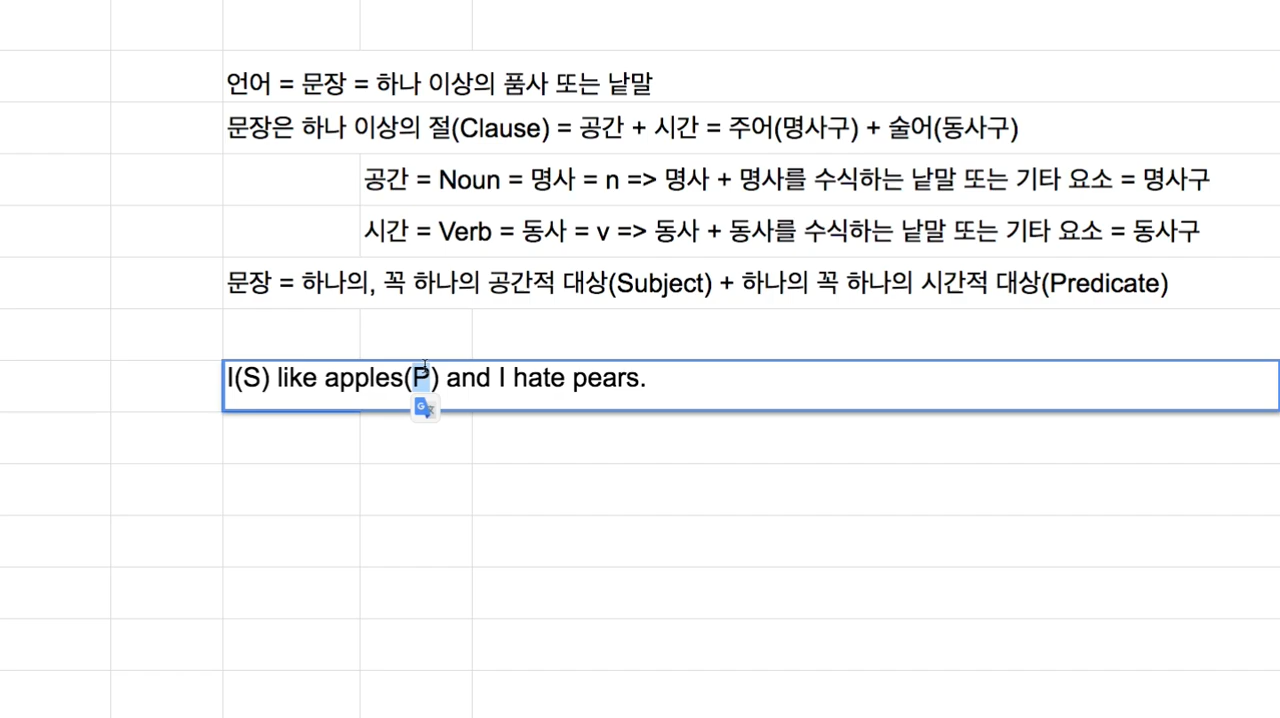 언어 = 문장 = 하나 이상의 품사 또는 낱말
문장은 하나 이상의 절(Clause) = 공간 + 시간 = 주어(명사구) + 술어(동사구)
공간 = Noun = 명사 = n => 명사 + 명사를 수식하는 낱말 또는 기타 요소 = 명사구
시간 = Verb = 동사 = v => 동사 + 동사를 수식하는 낱말 또는 기타 요소 = 동사구
문장 = 하나의, 꼭 하나의 공간적 대상(Subject) + 하나의 꼭 하나의 시간적 대상(Predicate)
I(S) like apples(P) and I hate pears.